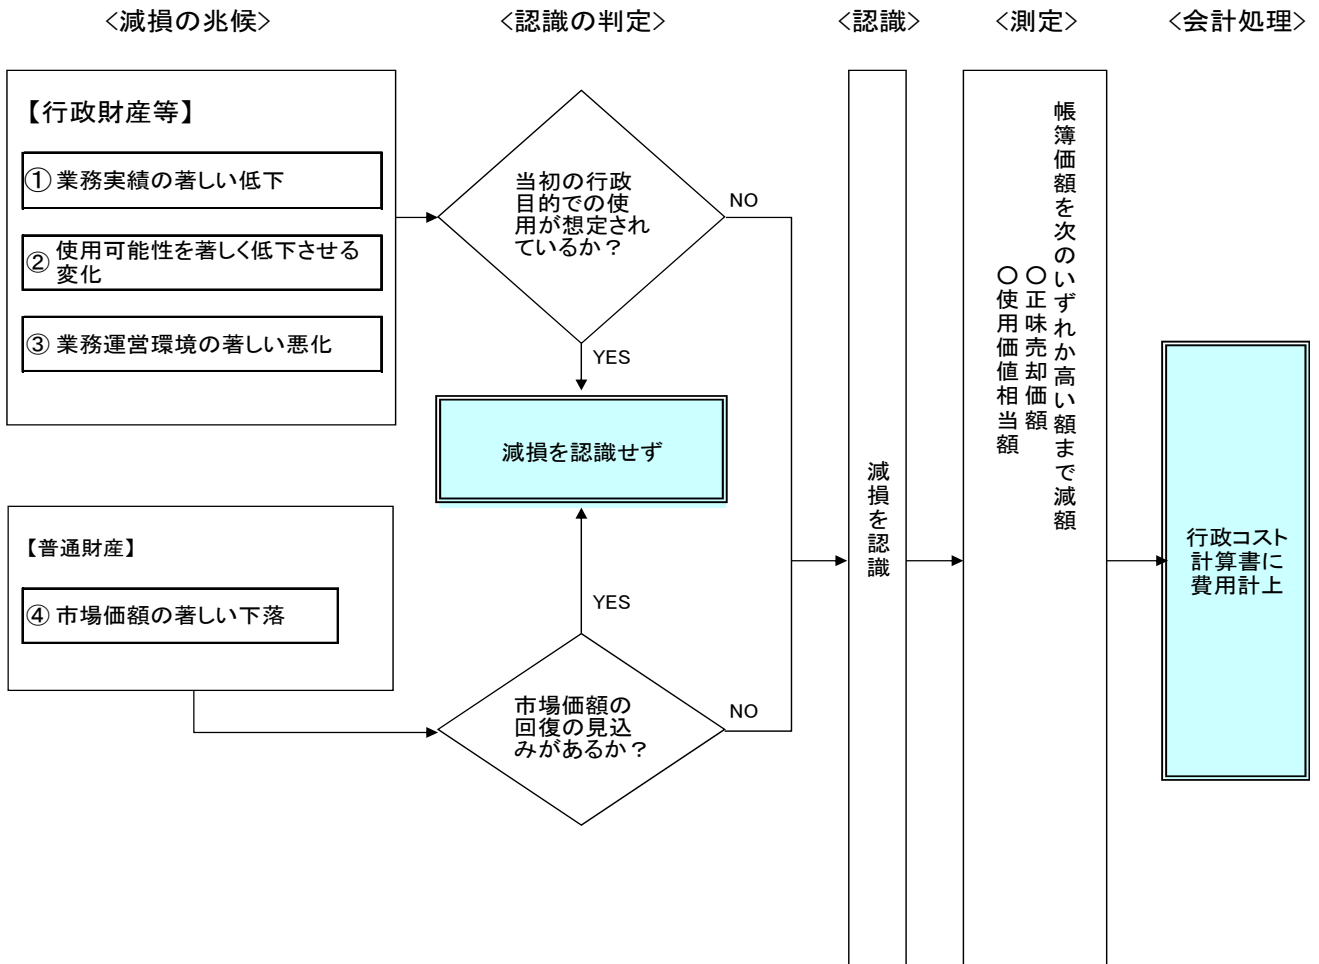 <減損の兆候>
<認識の判定>
<認識>
<測定>
<会計処理>
【行政財産等】
① 業務実績の著しい低下
② 使用可能性を著しく低下させる
変化
③ 業務運営環境の著しい悪化
当初の行政
目的での使
用が想定され
ているか？
NO
YES
減損を認識せず
【普通財産】
④ 市場価額の著しい下落
YES
市場価額の
回復の見込
みがあるか？
NO
減損を認識
帳簿価額を次のいずれか高い額まで減額
〇正味売却価額
〇使用価値相当額
行政コスト
計算書に
費用計上